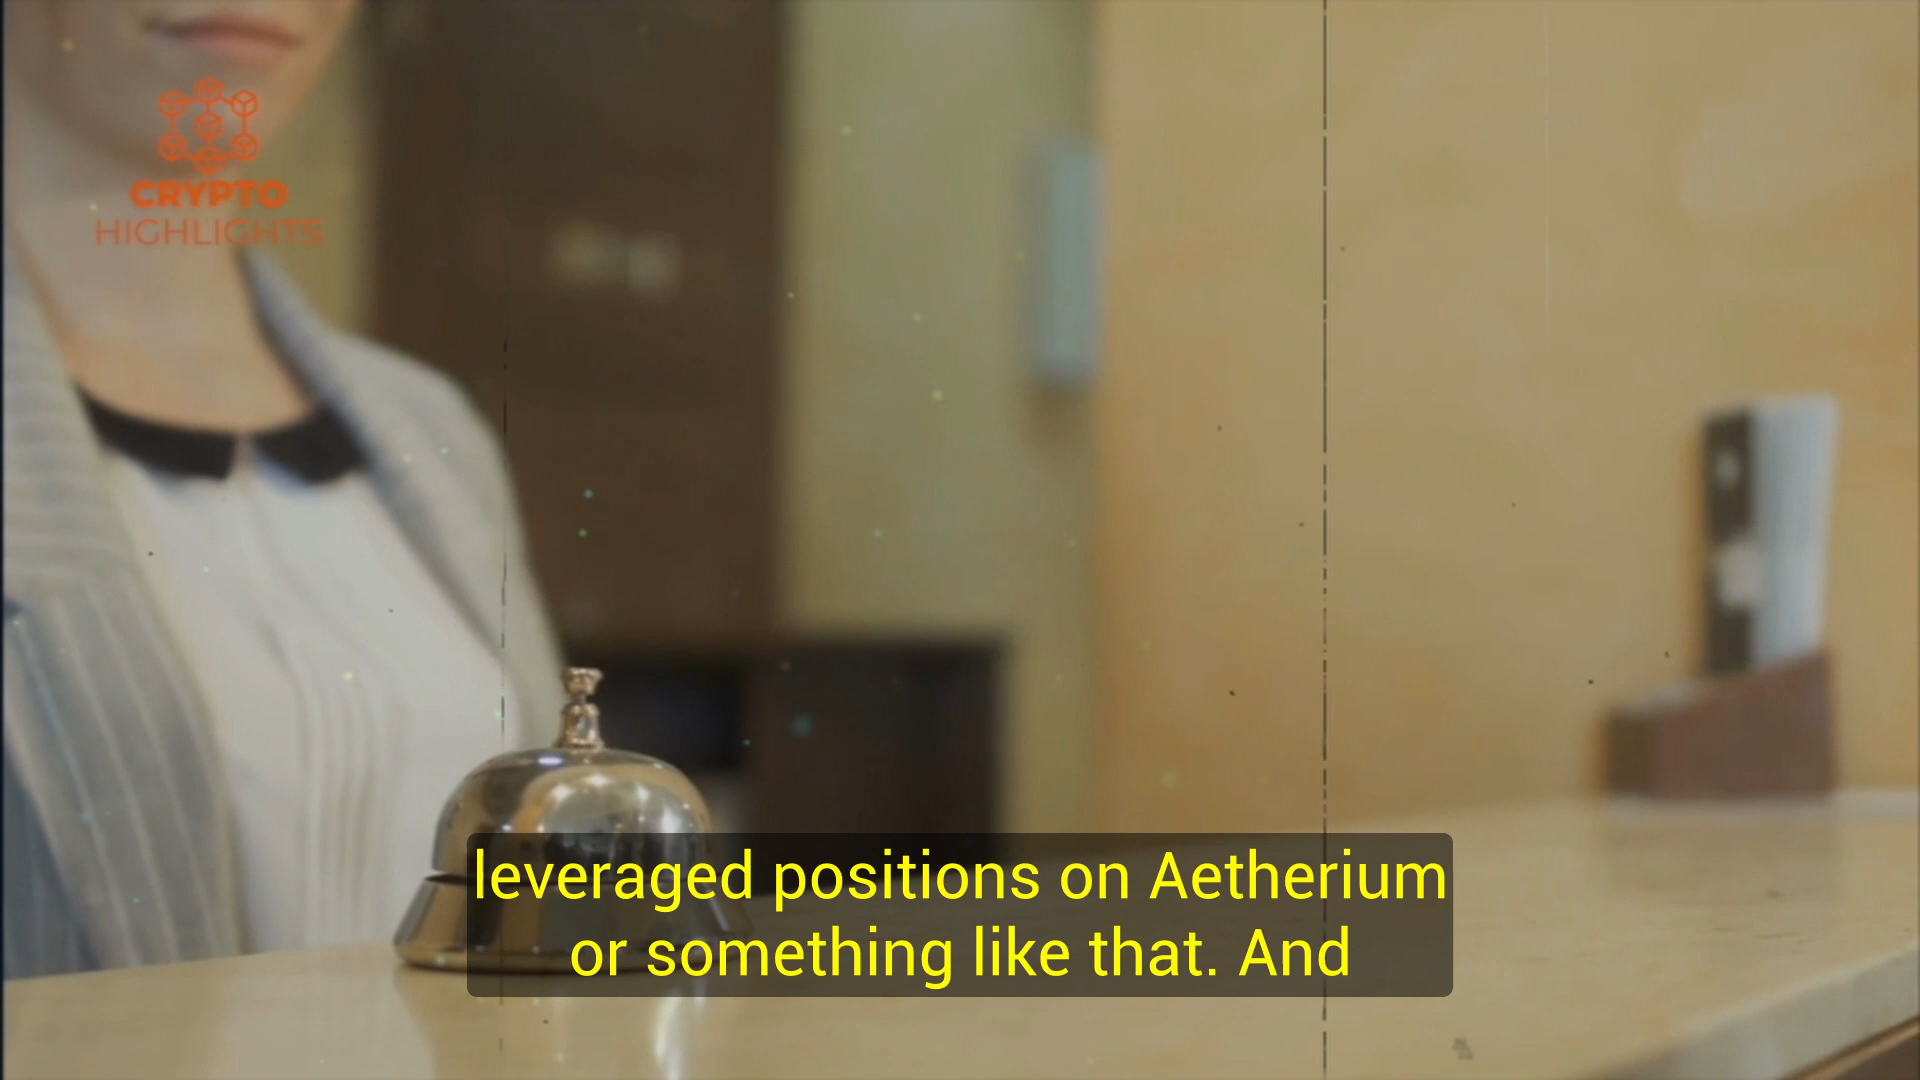 CRYPTO
HIGHLIGHTS
leveraged positions on Aetherium
or something like that. And